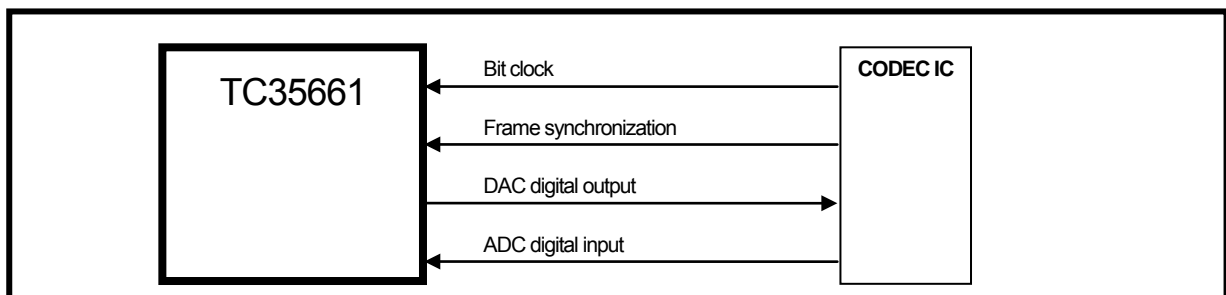 TC35661
Bit clock
CODEC IC
Frame synchronization
DAC digital output
ADC digital input